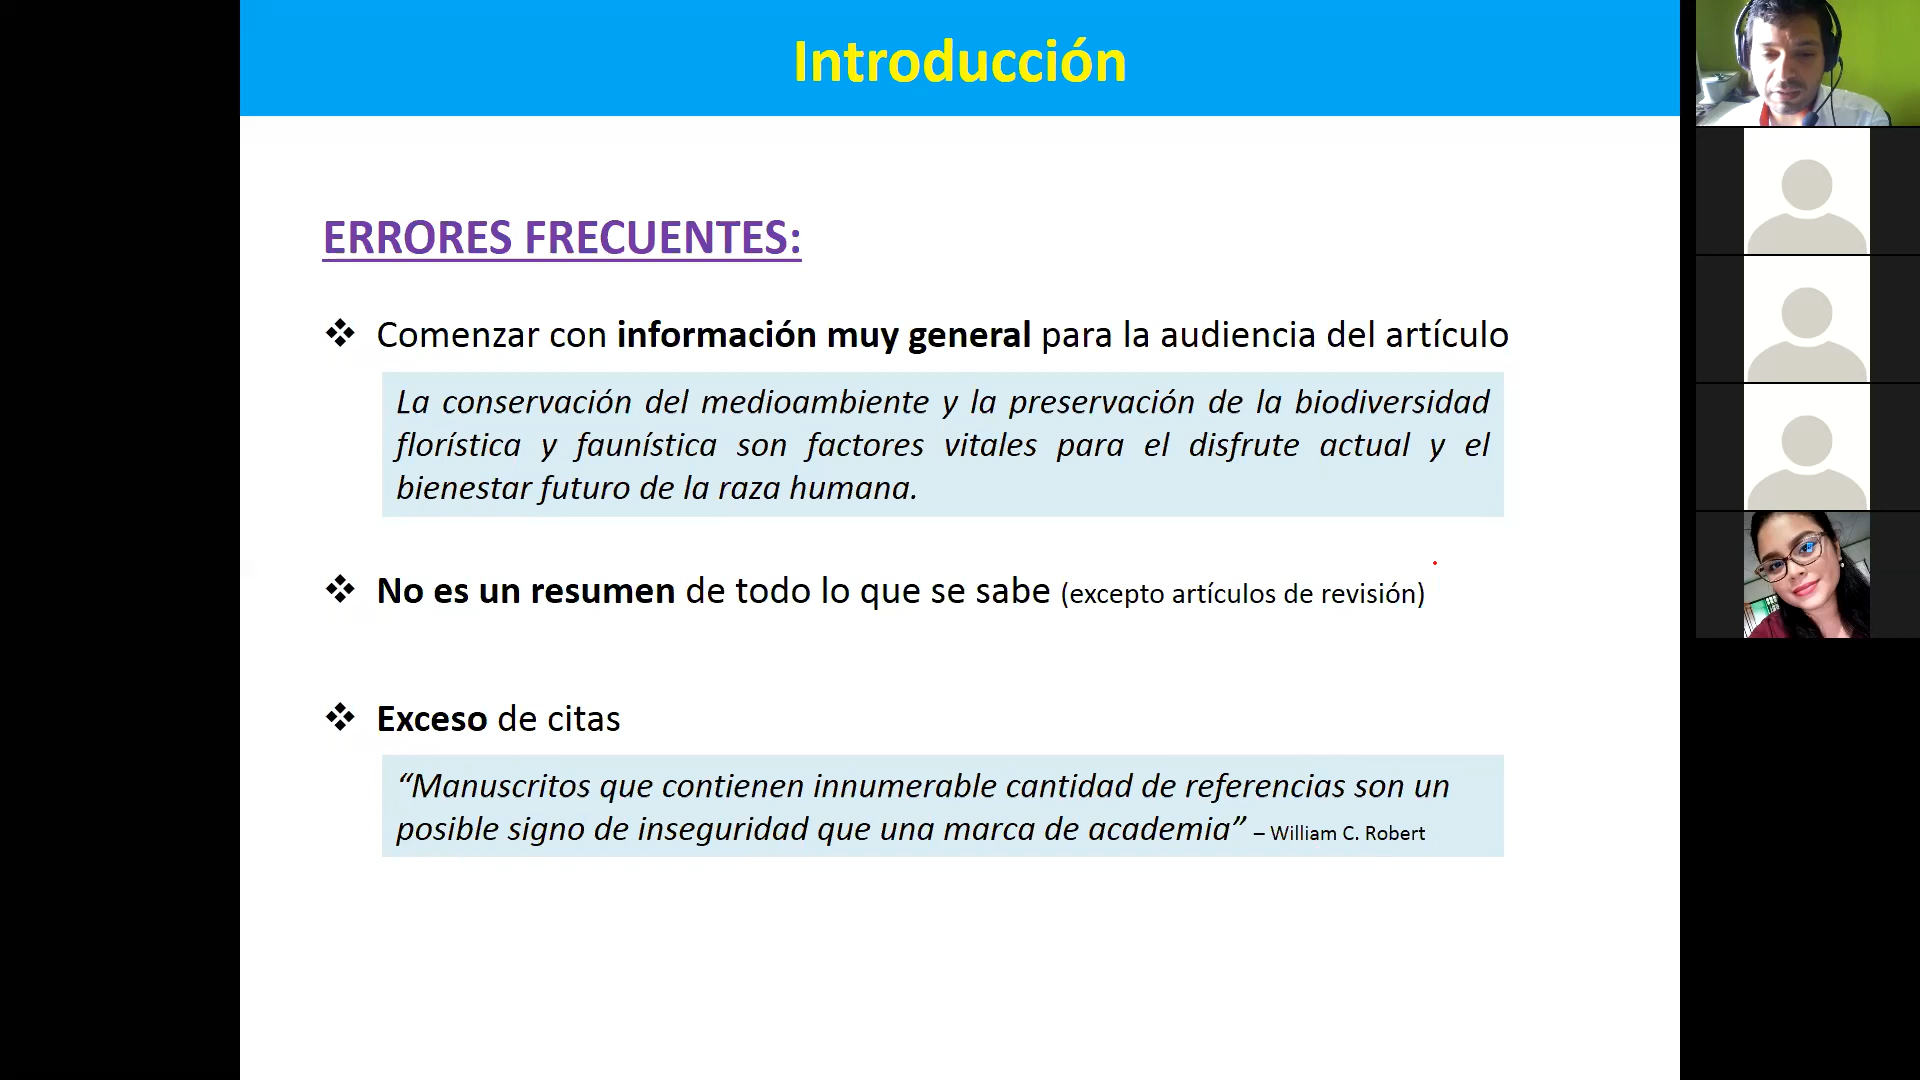 Introducción
ERRORES FRECUENTES:
❖ Comenzar con información muy general para la audiencia del artículo
La conservación del medioambiente y la preservación de la biodiversidad
florística y faunística son factores vitales para el disfrute actual y el
bienestar futuro de la raza humana.
❖ No es un resumen de todo lo que se sabe (excepto artículos de revisión)
❖ Exceso de citas
“Manuscritos que contienen innumerable cantidad de referencias son un
posible signo de inseguridad que una marca de academia” – William C. Robert